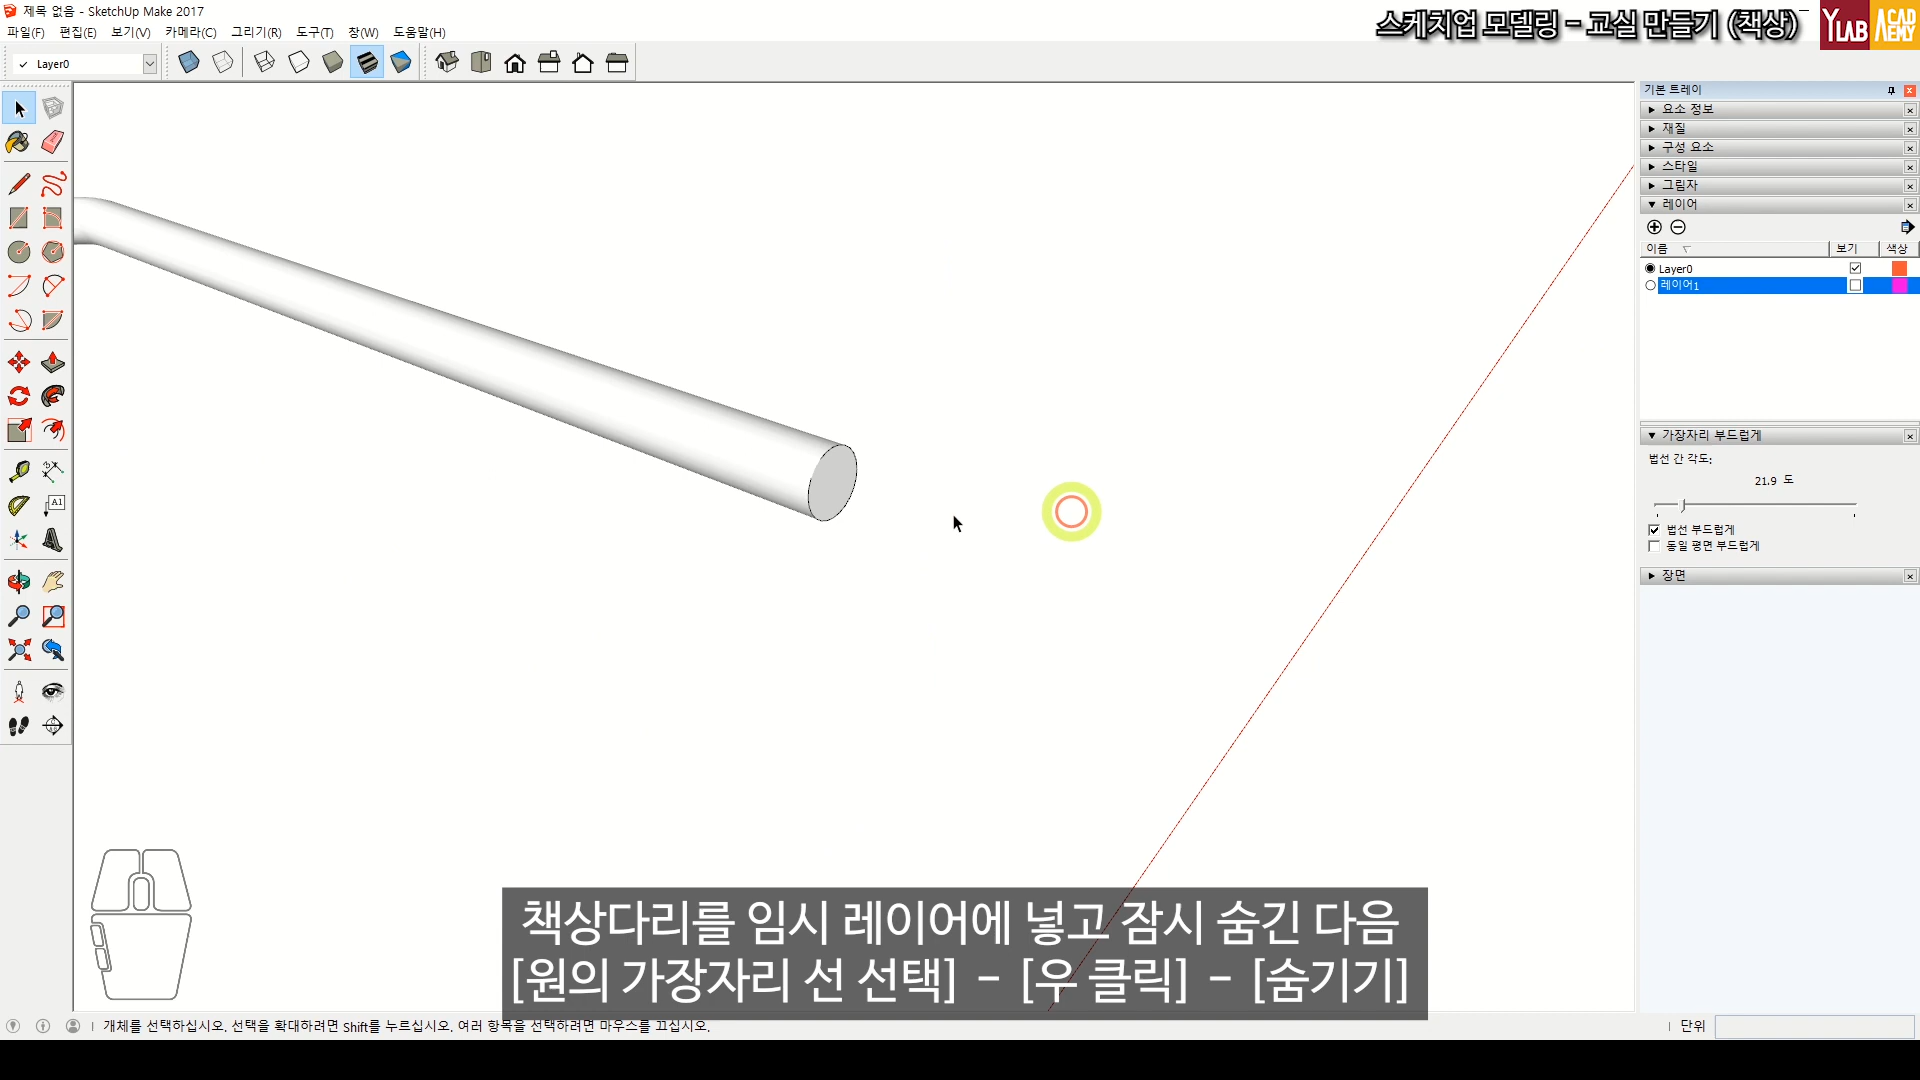 제목 없음 - SketchUp Make 2017
스케치업 모델링 - 교실 만들기 (책상)
YLAB ACADEMY
파일(F) 편집(E) 보기(V) 카메라(C) 그리기(R) 도구(T) 창(W) 도움말(H)
Layer0
기본 트레이
요소 정보
재질
구성 요소
스타일
그림자
레이어
이름 보기 색상
Layer0
레이어1
가장자리 부드럽게
법선 간 각도:
21.9 도
법선 부드럽게
동일 평면 부드럽게
장면
A1
책상다리를 임시 레이어에 넣고 잠시 숨긴 다음
[원의 가장자리 선 선택] - [우 클릭] - [숨기기]
개체를 선택하십시오. 선택을 확대하려면 Shift를 누르십시오. 여러 항목을 선택하려면 마우스를 끄십시오.
단위